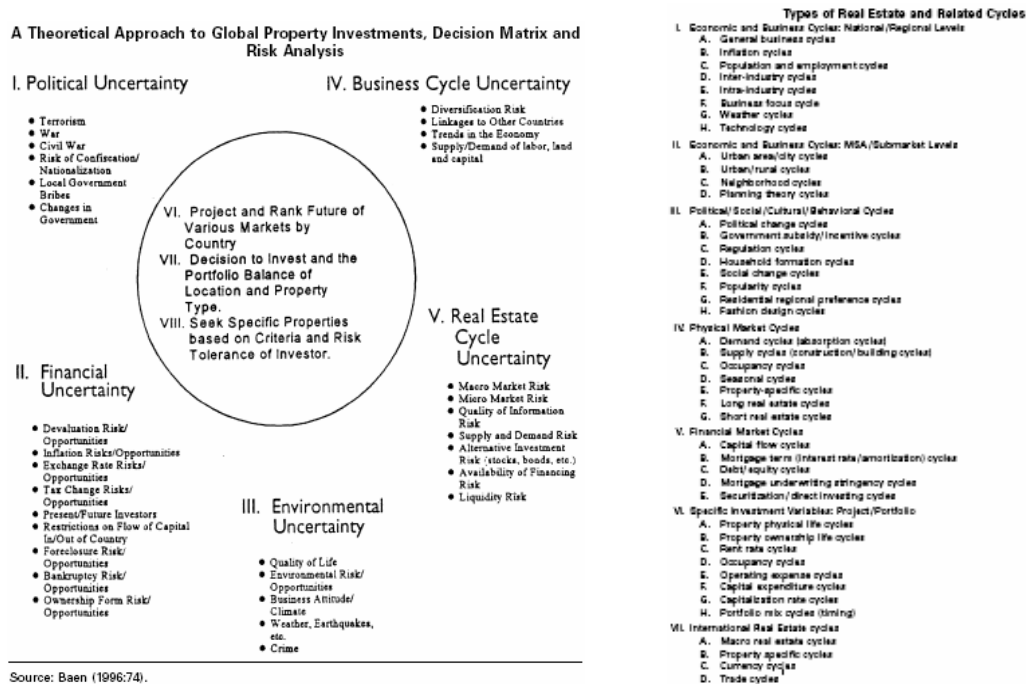 A Theoretical Approach to Global Property Investments, Decision Matrix and
Risk Analysis
I. Political Uncertainty
● Terrorism
● War
● Civil War
● Risk of Confiscation/
Nationalization
● Local Government
Bribes
● Changes in
Government
IV. Business Cycle Uncertainty
● Diversification Risk
● Linkages to Other Countries
● Trends in the Economy
● Supply/Demand of labor, land
and capital
VI. Project and Rank Future of
Various Markets by
Country
VII. Decision to Invest and the
Portfolio Balance of
Location and Property
Type.
VIII. Seek Specific Properties
based on Criteria and Risk
Tolerance of Investor.
V. Real Estate
Cycle
Uncertainty
● Macro Market Risk
● Micro Market Risk
● Quality of Information
Risk
● Supply and Demand Risk
● Alternative Investment
Risk (stocks, bonds, etc.)
● Availability of Financing
Risk
● Liquidity Risk
II. Financial
Uncertainty
● Devaluation Risk/
Opportunities
● Inflation Risks/Opportunities
● Exchange Rate Risks/
Opportunities
● Tax Change Risks/
Opportunities
● Present/Future Investors
● Restrictions on Flow of Capital
In/Out of Country
● Foreclosure Risk/
Opportunities
● Bankruptcy Risk/
Opportunities
● Ownership Form Risk/
Opportunities
III. Environmental
Uncertainty
● Quality of Life
● Environmental Risk/
Opportunities
● Business Attitude/
Climate
● Weather, Earthquakes,
etc.
● Crime
Source: Baen (1996:74).
Types of Real Estate and Related Cycles
I. Economic and Business Cycles: National/Regional Levels
A. General business cycles
B. Inflation cycles
C. Population and employment cycles
D. Inter-industry cycles
E. Intra-industry cycles
F. Business focus cycle
G. Weather cycles
H. Technology cycles
II. Economic and Business Cycles: MSA/Submarket Levels
A. Urban area/city cycles
B. Urban/rural cycles
C. Neighborhood cycles
D. Planning theory cycles
III. Political/Social/Cultural/Behavioral Cycles
A. Political change cycles
B. Government subsidy/incentive cycles
C. Regulation cycles
D. Household formation cycles
E. Social change cycles
F. Popularity cycles
G. Residential regional preference cycles
H. Fashion design cycles
IV. Physical Market Cycles
A. Demand cycles (absorption cycles)
B. Supply cycles (construction/building cycles)
C. Occupancy cycles
D. Seasonal cycles
E. Property-specific cycles
F. Long real estate cycles
G. Short real estate cycles
V. Financial Market Cycles
A. Capital flow cycles
B. Mortgage term (interest rate/amortization) cycles
C. Debt/equity cycles
D. Mortgage underwriting stringency cycles
E. Securitization/direct investing cycles
VI. Specific Investment Variables: Project/Portfolio
A. Property physical life cycles
B. Property ownership life cycles
C. Rent rate cycles
D. Occupancy cycles
E. Operating expense cycles
F. Capital expenditure cycles
G. Capitalization rate cycles
H. Portfolio mix cycles (timing)
VII. International Real Estate cycles
A. Macro real estate cycles
B. Property specific cycles
C. Currency cycles
D. Trade cycles